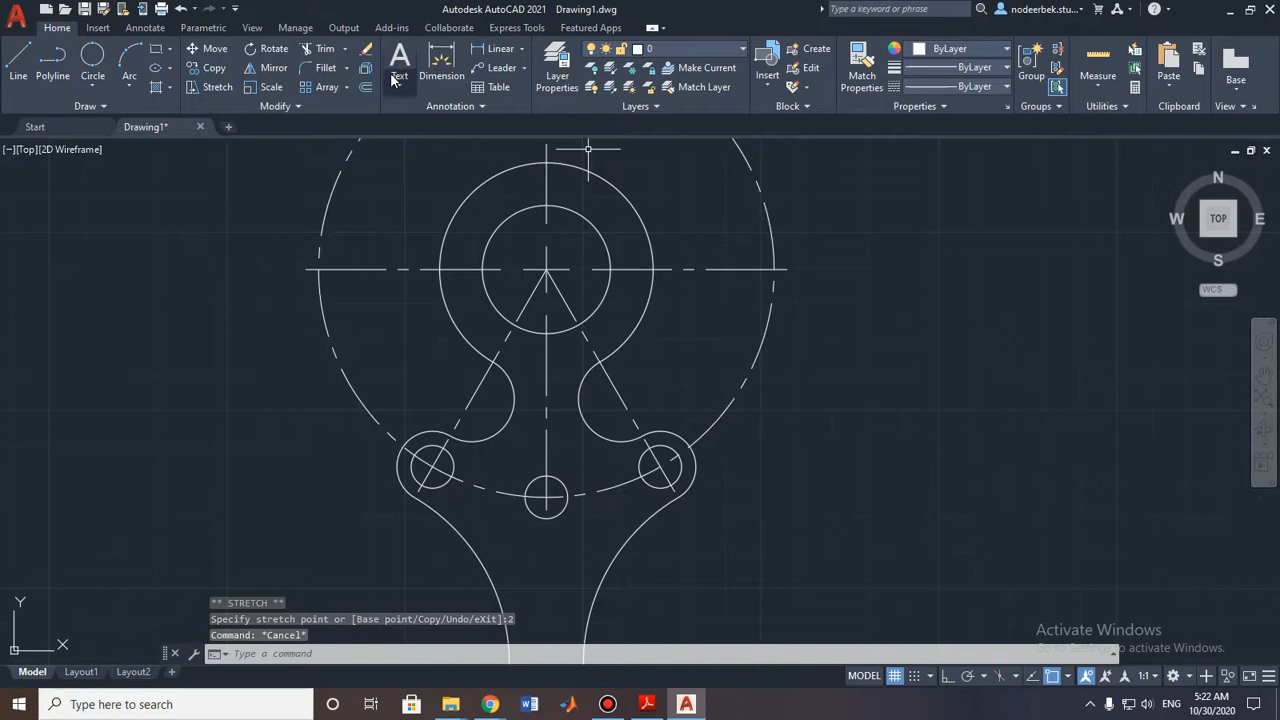 Autodesk AutoCAD 2021 Drawing1.dwg
Type a keyword or phrase
nodeerbek.stu...
Home Insert Annotate Parametric View Manage Output Add-ins Collaborate Express Tools Featured Apps
Line Polyline Circle Arc
Move Rotate Trim
Copy Mirror Fillet
Stretch Scale Array
Text Dimension
Linear
Leader
Table
Layer Properties
0
Make Current
Match Layer
Insert
Create
Edit
Match Properties
ByLayer
ByLayer
ByLayer
Group
Measure
Paste
Base
Draw Modify Annotation Layers Block Properties Groups Utilities Clipboard View
Start Drawing1*
[−][Top][2D Wireframe]
N
W TOP E
S
WCS
** STRETCH **
Specify stretch point or [Base point/Copy/Undo/eXit]:2
Command: *Cancel*
Type a command
Y
X
Activate Windows
Go to Settings to activate Windows.
Model Layout1 Layout2
MODEL 1:1
Type here to search
ENG
5:22 AM
10/30/2020